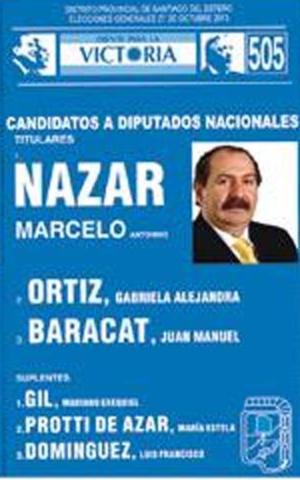 DISTRITO PROVINCIAL DE SANTIAGO DEL ESTERO
ELECCIONES GENERALES 27 DE OCTUBRE 2013
FRENTE PARA LA
VICTORIA
505
CANDIDATOS A DIPUTADOS NACIONALES
TITULARES
NAZAR
MARCELO ANTONIO
2. ORTIZ, GABRIELA ALEJANDRA
3. BARACAT, JUAN MANUEL
SUPLENTES
1. GIL, MARIANO EXEQUIEL
2. PROTTI DE AZAR, MARÍA ESTELA
3. DOMINGUEZ, LUIS FRANCISCO